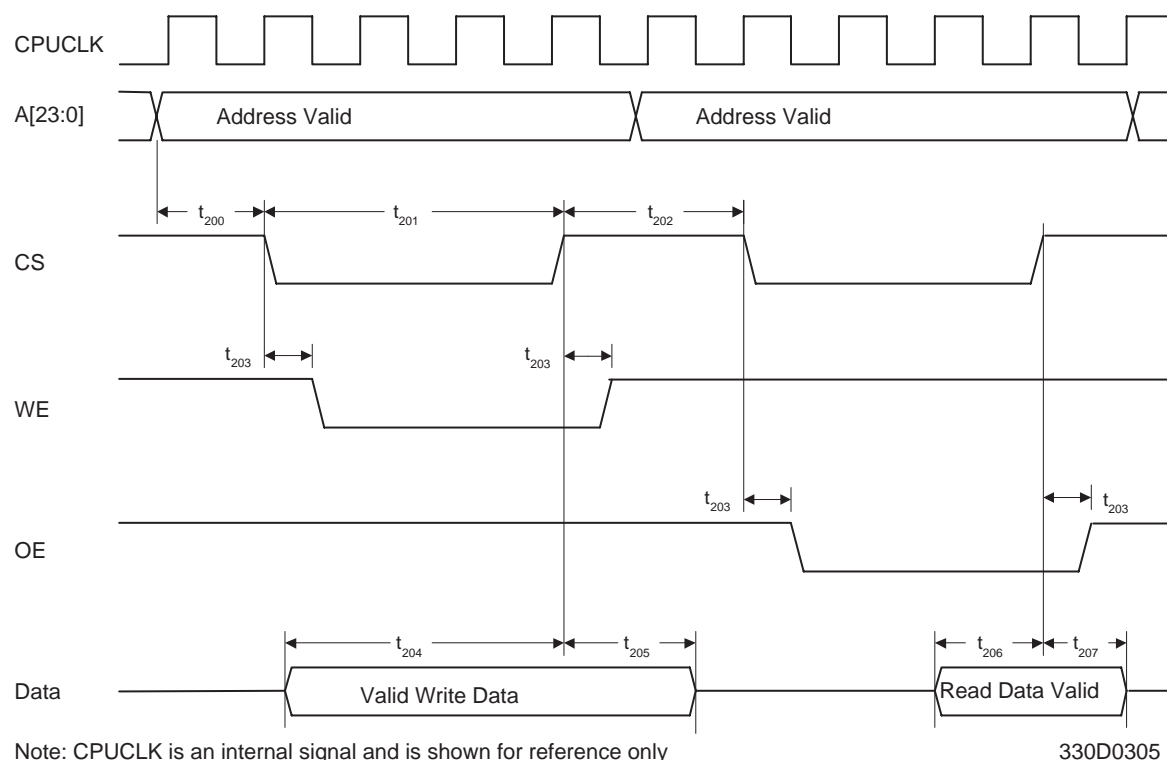 CPUCLK
A[23:0]
Address Valid
Address Valid
t200
t201
t202
CS
t203
t203
WE
t203
t203
OE
t204
t205
t206
t207
Data
Valid Write Data
Read Data Valid
Note: CPUCLK is an internal signal and is shown for reference only
330D0305